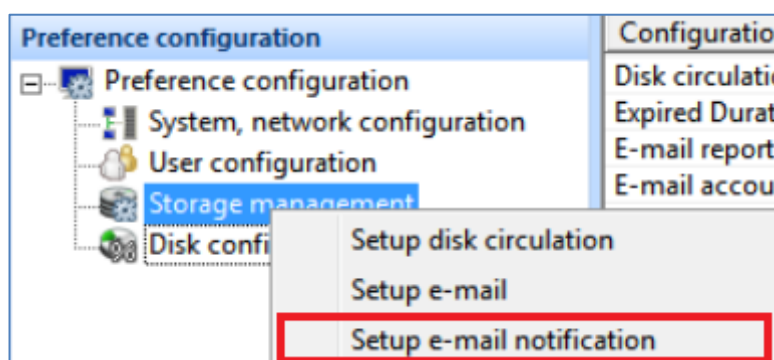 Preference configuration
Configuratio
Preference configuration
Disk circulati
System, network configuration
Expired Durat
User configuration
E-mail report
Storage management
E-mail accou
Disk confi
Setup disk circulation
Setup e-mail
Setup e-mail notification